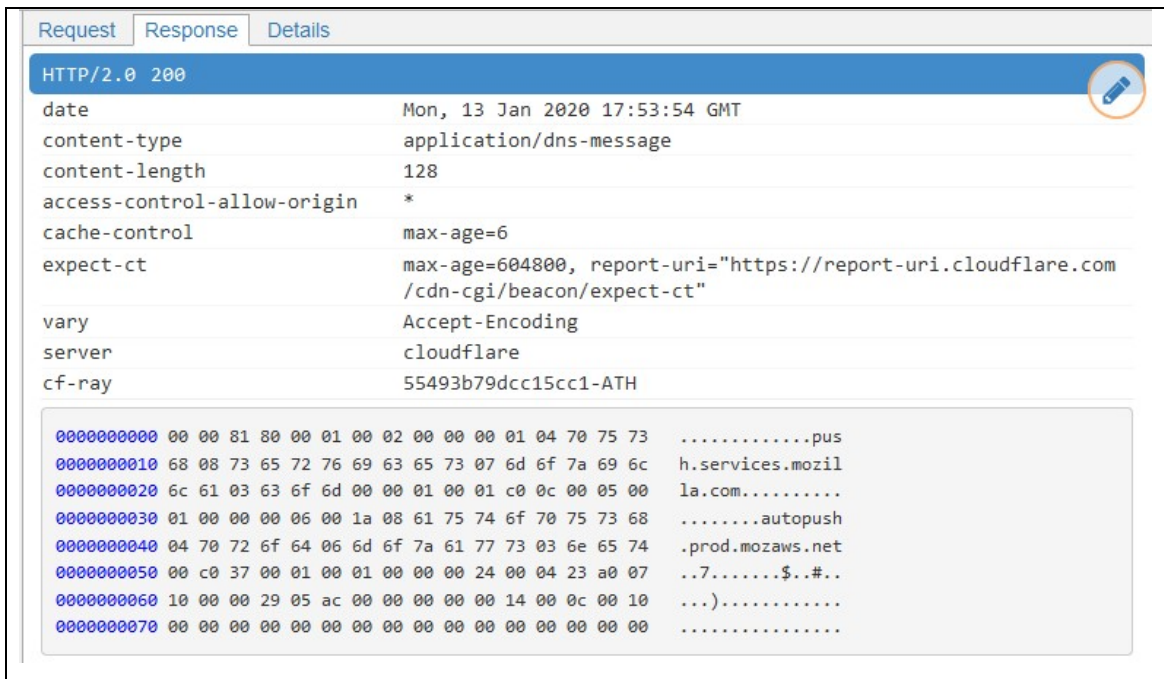 Request Response Details
HTTP/2.0 200
date Mon, 13 Jan 2020 17:53:54 GMT
content-type application/dns-message
content-length 128
access-control-allow-origin *
cache-control max-age=6
expect-ct max-age=604800, report-uri="https://report-uri.cloudflare.com
/cdn-cgi/beacon/expect-ct"
vary Accept-Encoding
server cloudflare
cf-ray 55493b79dcc15cc1-ATH
0000000000 00 00 81 80 00 01 00 02 00 00 00 01 04 70 75 73 .............pus
0000000010 68 08 73 65 72 76 69 63 65 73 07 6d 6f 7a 69 6c h.services.mozil
0000000020 6c 61 03 63 6f 6d 00 00 01 00 01 c0 0c 00 05 00 la.com..........
0000000030 01 00 00 00 06 00 1a 08 61 75 74 6f 70 75 73 68 ........autopush
0000000040 04 70 72 6f 64 06 6d 6f 7a 61 77 73 03 6e 65 74 .prod.mozaws.net
0000000050 00 c0 37 00 01 00 01 00 00 00 24 00 04 23 a0 07 ..7.......$..#..
0000000060 10 00 00 29 05 ac 00 00 00 00 00 14 00 0c 00 10 ...)............
0000000070 00 00 00 00 00 00 00 00 00 00 00 00 00 00 00 00 ................